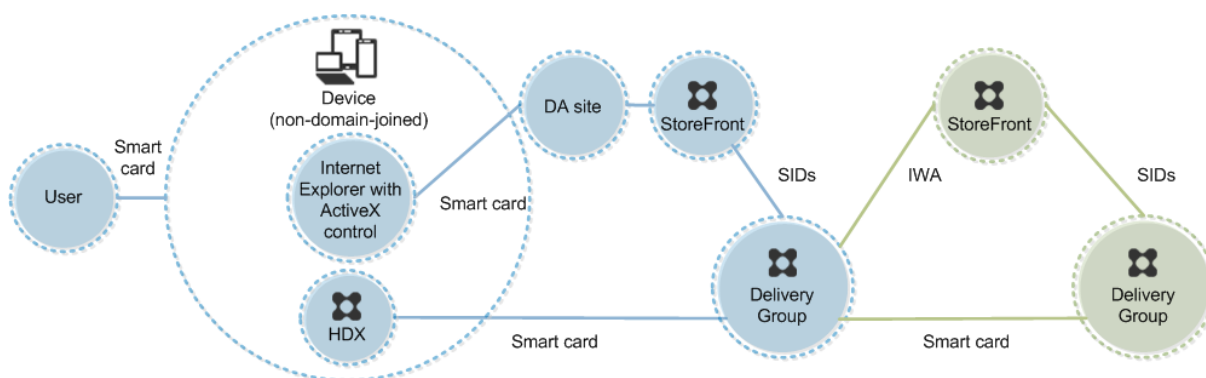 User
Smart
card
Device
(non-domain-joined)
Internet
Explorer with
ActiveX
control
HDX
Smart card
DA site
StoreFront
SIDs
Delivery
Group
Smart card
IWA
StoreFront
SIDs
Smart card
Delivery
Group